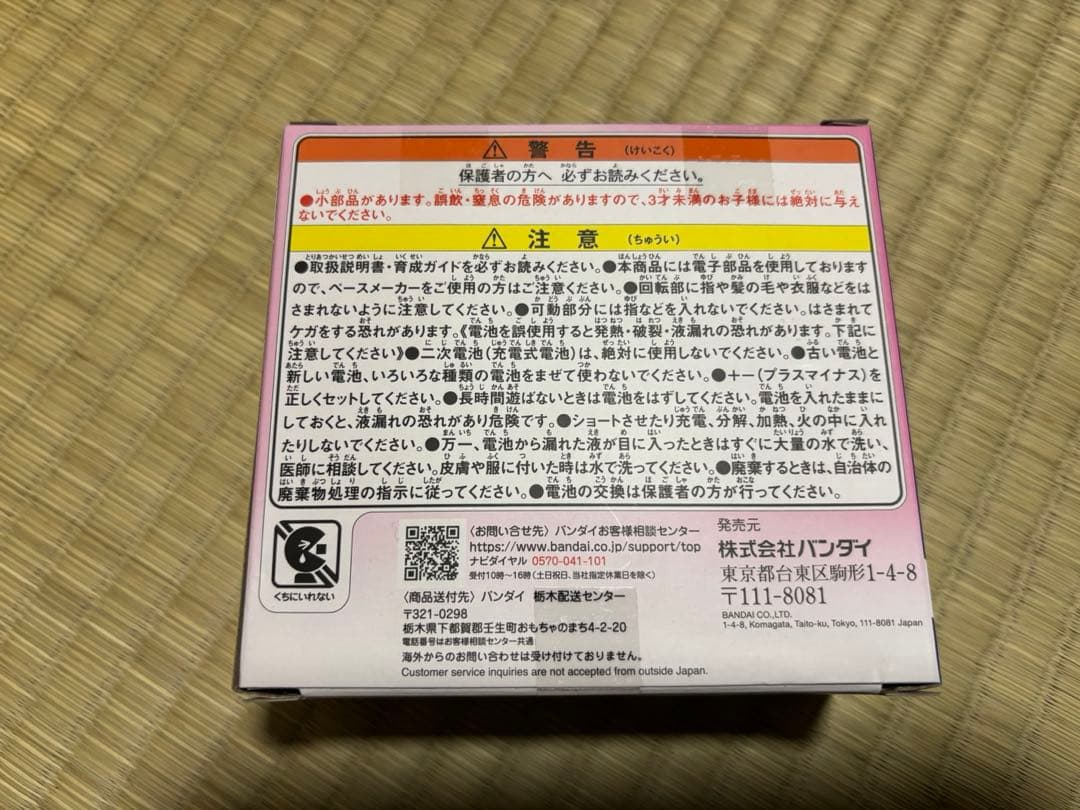 ⚠ 警告 (けいこく)
保護者の方へ 必ずお読みください。
●小部品があります。誤飲・窒息の危険がありますので、3才未満のお子様には絶対に与え
ないでください。
⚠ 注意 (ちゅうい)
●取扱説明書・育成ガイドを必ずお読みください。●本商品には電子部品を使用しております
ので、ペースメーカーをご使用の方はご注意ください。●回転部に指や髪の毛や衣服などをは
さまれないように注意してください。●可動部分には指などを入れないでください。はさまれて
ケガをする恐れがあります。《電池を誤使用すると発熱・破裂・液漏れの恐れがあります。下記に
注意してください》●二次電池(充電式電池)は、絶対に使用しないでください。●古い電池と
新しい電池、いろいろな種類の電池をまぜて使わないでください。●+-(プラスマイナス)を
正しくセットしてください。●長時間遊ばないときは電池をはずしてください。電池を入れたままに
しておくと、液漏れの恐れがあり危険です。●ショートさせたり充電、分解、加熱、火の中に入れ
たりしないでください。●万一、電池から漏れた液が目に入ったときはすぐに大量の水で洗い、
医師に相談してください。皮膚や服に付いた時は水で洗ってください。●廃棄するときは、自治体の
廃棄物処理の指示に従ってください。●電池の交換は保護者の方が行ってください。
くちにいれない
〈お問い合せ先〉バンダイお客様相談センター
https://www.bandai.co.jp/support/top
ナビダイヤル 0570-041-101
受付10時〜16時(土日祝日、当社指定休業日を除く)
〈商品送付先〉バンダイ 栃木配送センター
〒321-0298
栃木県下都賀郡壬生町おもちゃのまち4-2-20
電話番号はお客様相談センター共通
海外からのお問い合わせは受け付けておりません。
Customer service inquiries are not accepted from outside Japan.
発売元
株式会社バンダイ
東京都台東区駒形1-4-8
〒111-8081
BANDAI CO.,LTD.
1-4-8, Komagata, Taito-ku, Tokyo, 111-8081 Japan